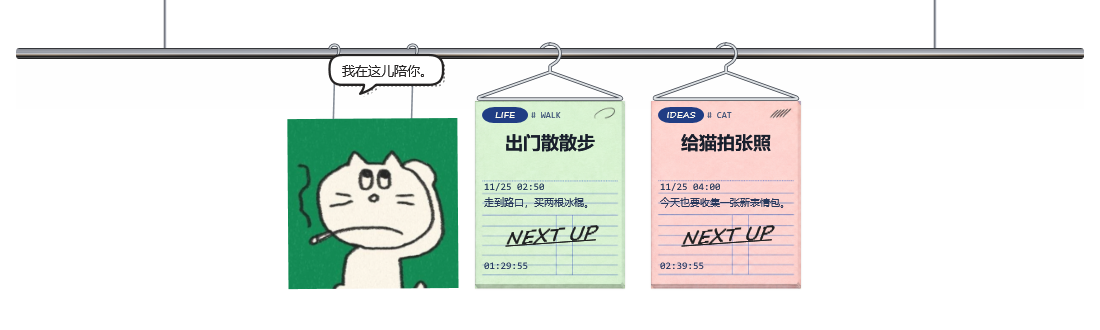 我在这儿陪你。
LIFE # WALK
出门散散步
11/25 02:50
走到路口，买两根冰棍。
NEXT UP
01:29:55
IDEAS # CAT
给猫拍张照
11/25 04:00
今天也要收集一张新表情包。
NEXT UP
02:39:55